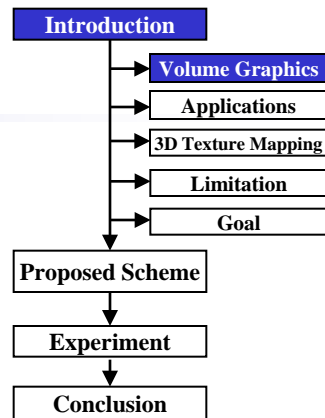 Introduction
Volume Graphics
Applications
3D Texture Mapping
Limitation
Goal
Proposed Scheme
Experiment
Conclusion